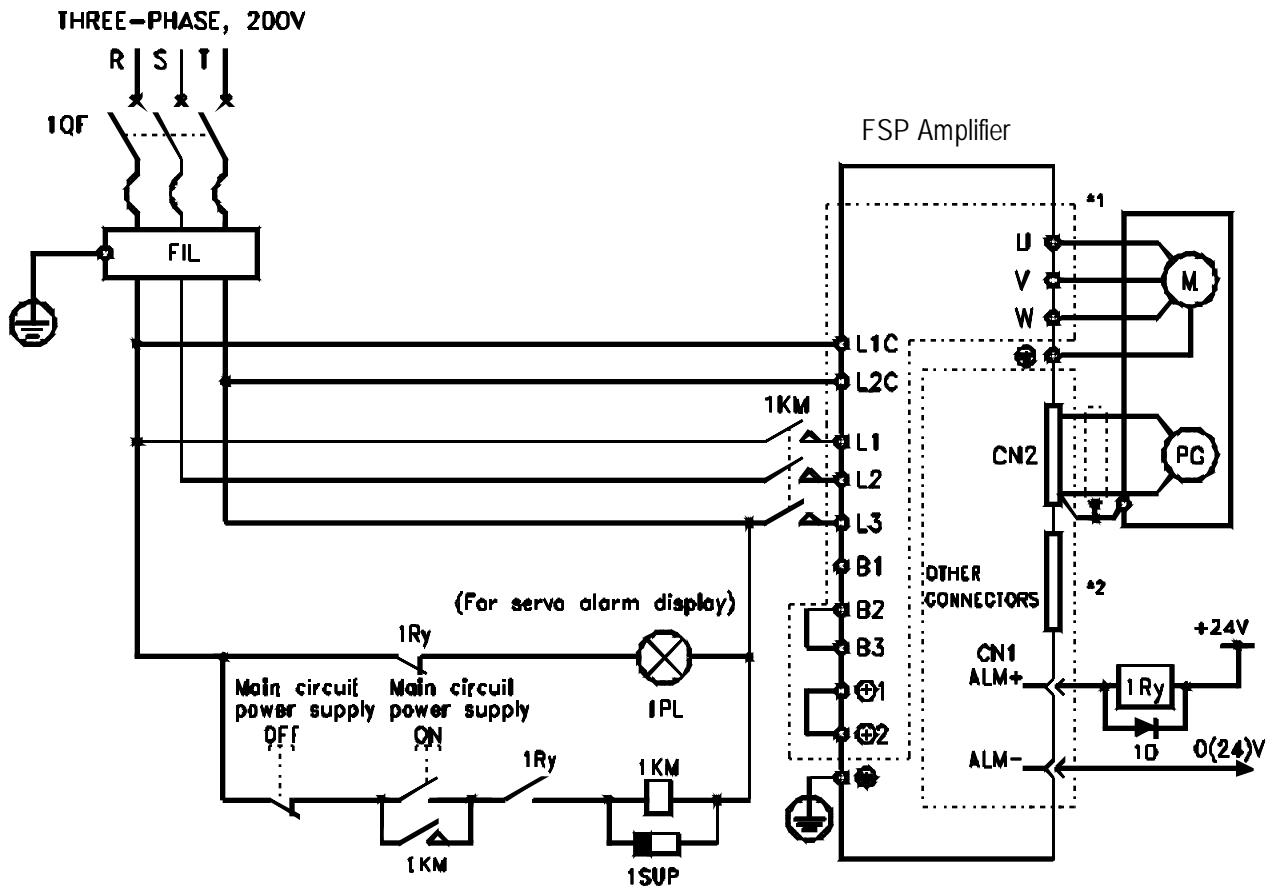 THREE-PHASE, 200V
R S T
1QF
FSP Amplifier
*1
FIL
U
V
W
M
L1C
L2C
1KM
L1
L2
L3
CN2
PG
B1
B2
B3
OTHER
CONNECTORS
*2
(For servo alarm display)
1Ry
1PL
+24V
CN1
ALM+
1Ry
1D
0(24)V
ALM-
1
2
Main circuit
power supply
OFF
Main circuit
power supply
ON
1Ry
1KM
1KM
1SUP